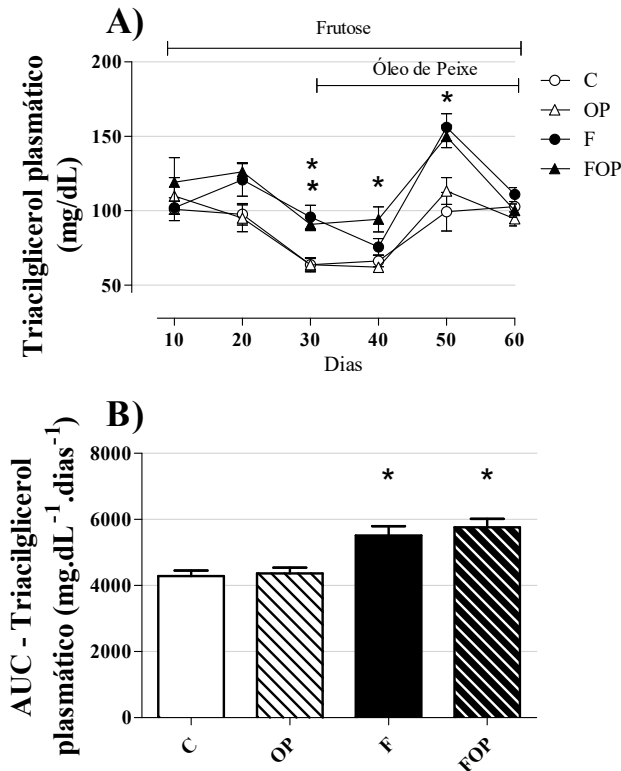 A)
Frutose
Óleo de Peixe
Triacilglicerol plasmático
(mg/dL)
200
150
100
50
*
*
*
*
10 20 30 40 50 60
Dias
C
OP
F
FOP
B)
AUC - Triacilglicerol
plasmático (mg.dL-1.dias-1
8000
6000
4000
2000
0
* *
C OP F FOP